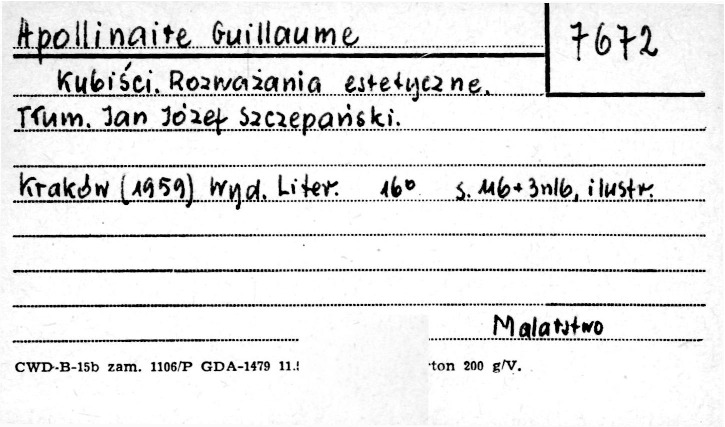 Apollinaire Guillaume
7672
Kubiści. Rozważania estetyczne.
Tłum. Jan Józef Szczepański.
Kraków (1959) Wyd. Liter. 16° s. 116+3nlb, ilustr.
Malarstwo
CWD-B-15b zam. 1106/P GDA-1479 11.
ton 200 g/V.